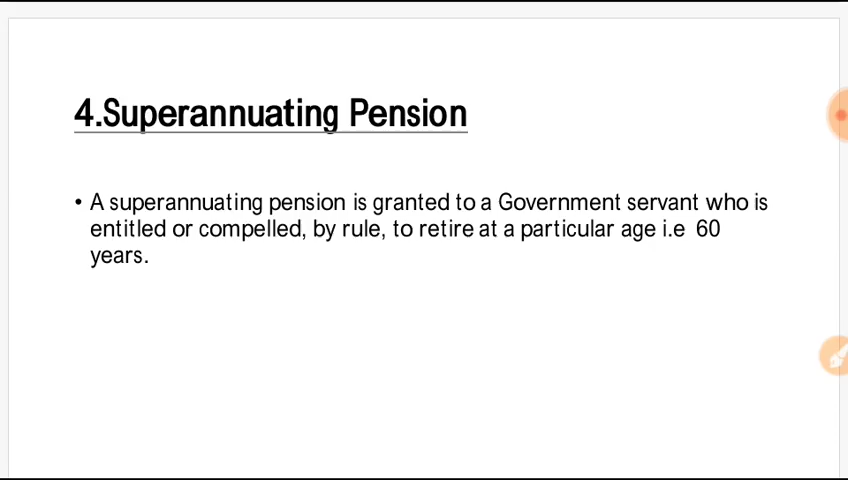 4.Superannuating Pension
• A superannuating pension is granted to a Government servant who is
entitled or compelled, by rule, to retire at a particular age i.e 60
years.